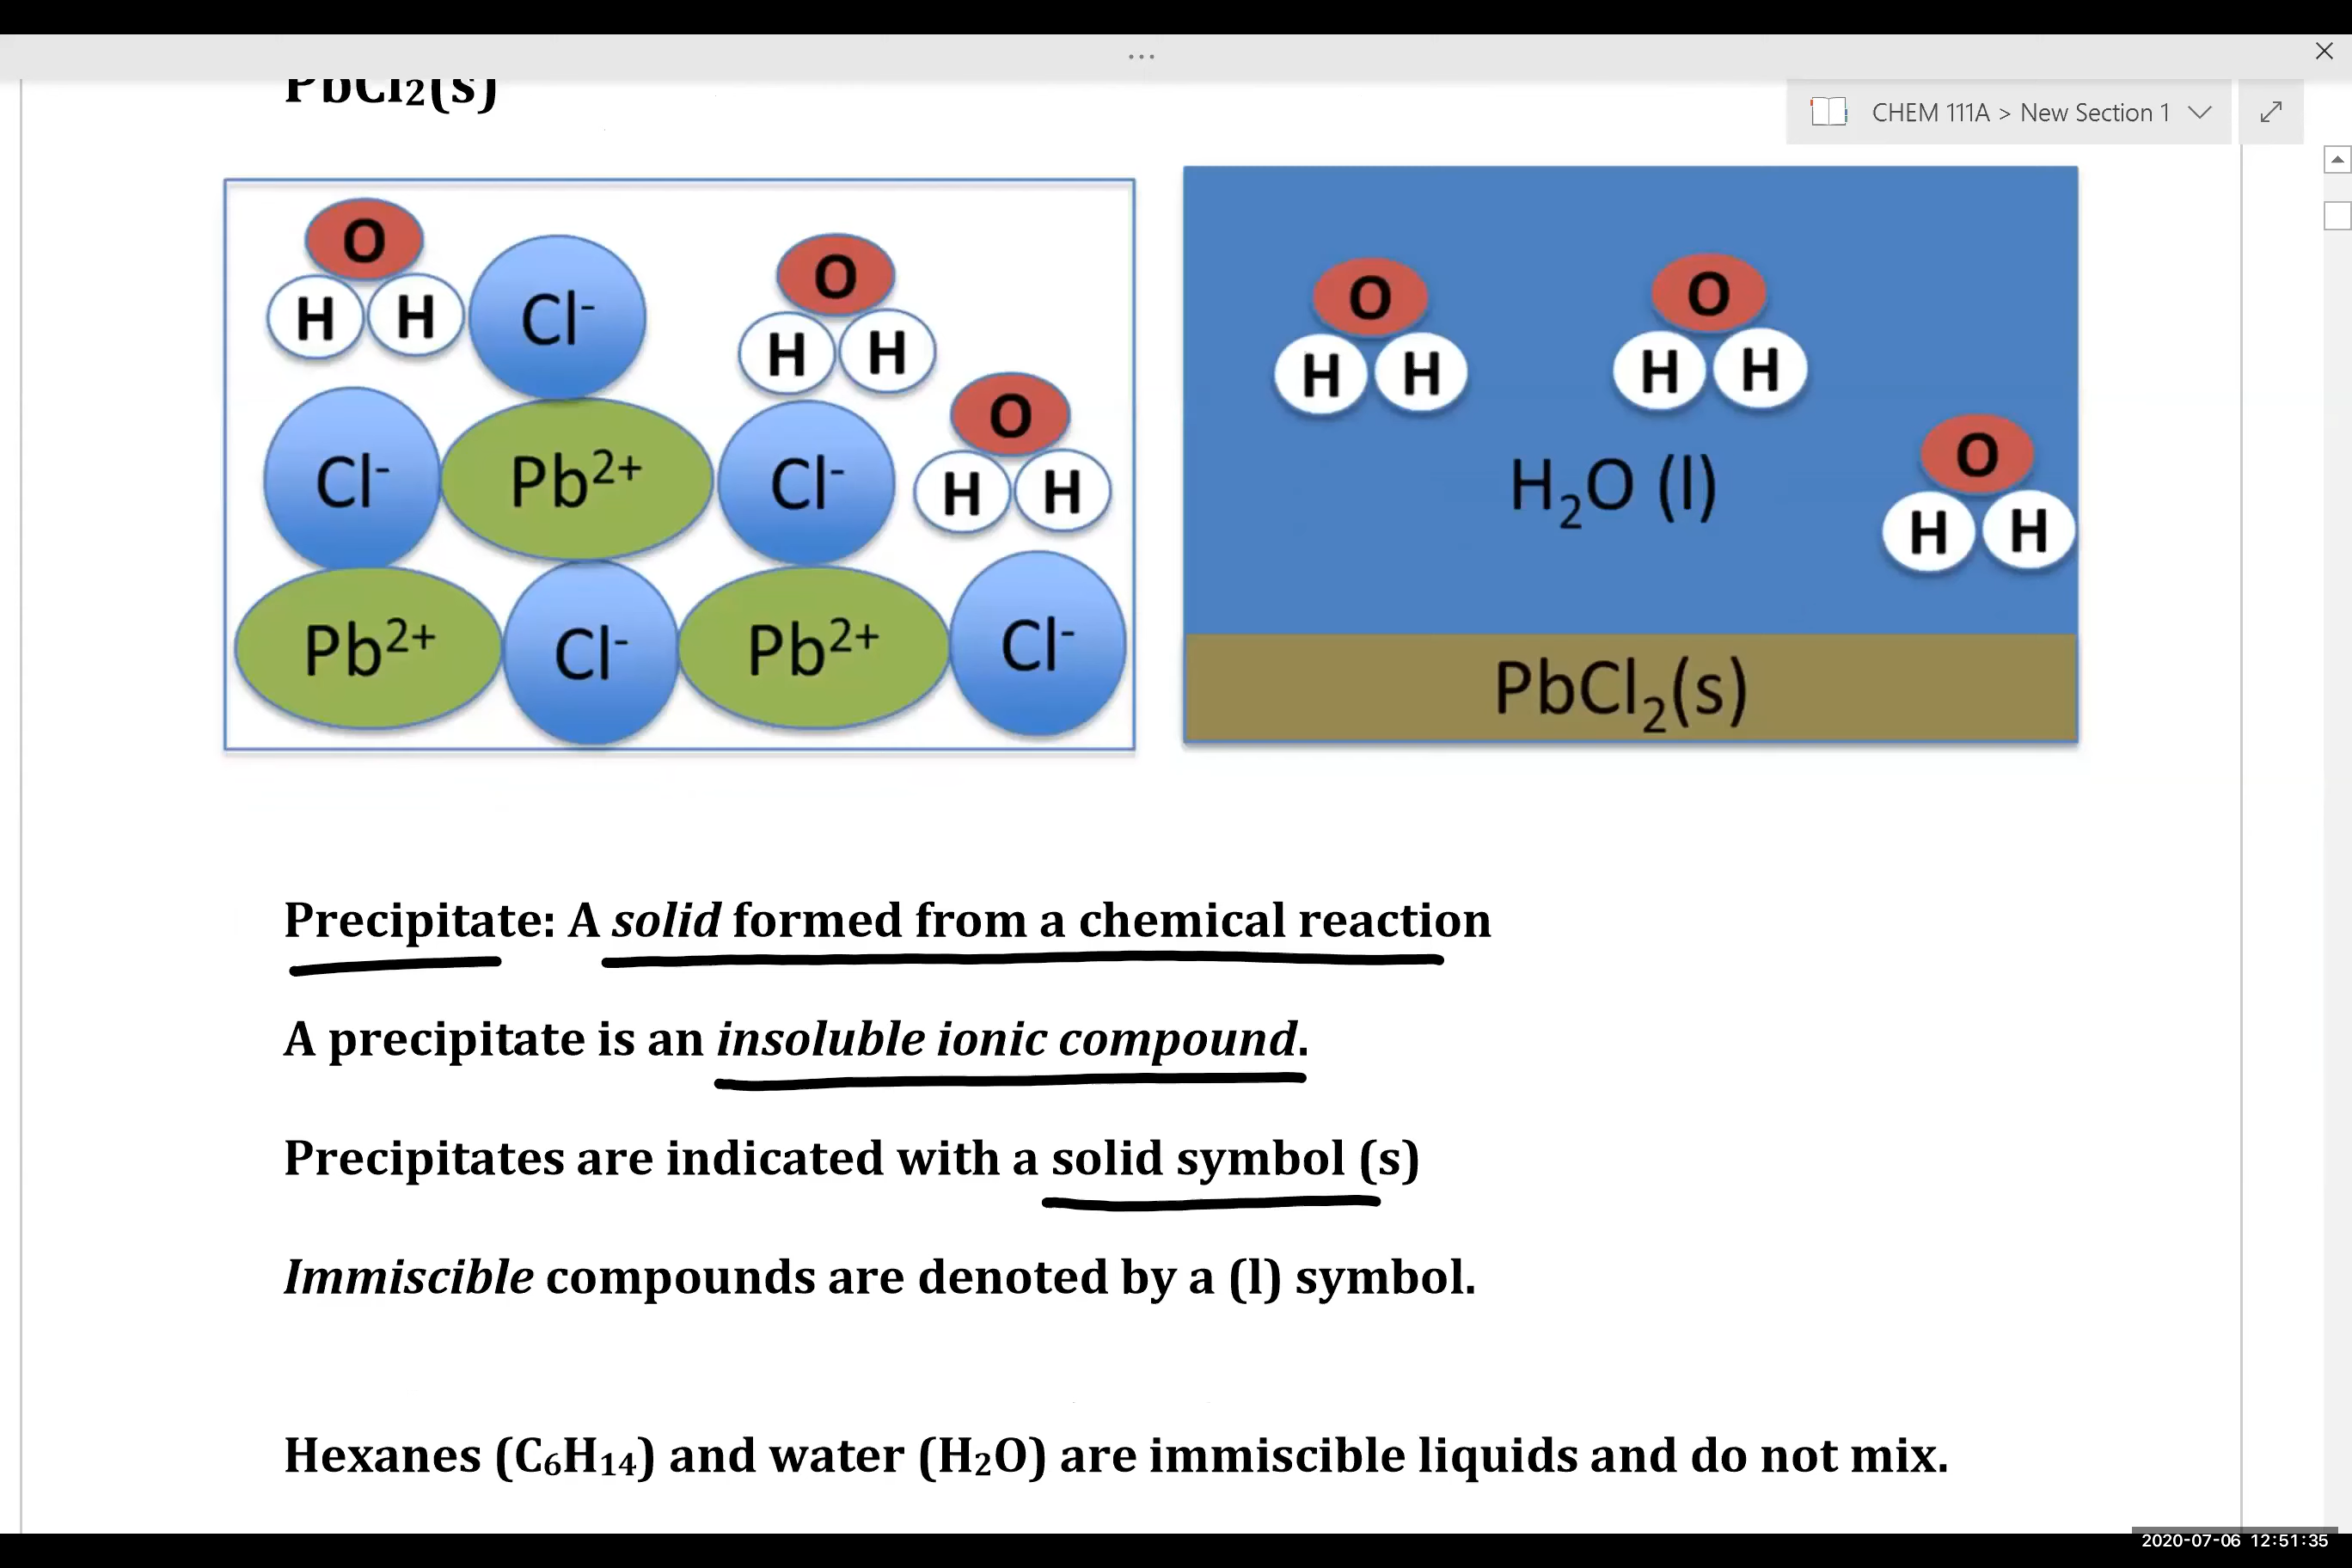 ...
PbCl₂(s)
CHEM 111A > New Section 1
O
H H
Cl⁻
O
H H
O
H H
Cl⁻
Pb²⁺
Cl⁻
Pb²⁺
Cl⁻
Pb²⁺
Cl⁻
O
H H
O
H H
O
H H
H₂O (l)
PbCl₂(s)
Precipitate: A solid formed from a chemical reaction
A precipitate is an insoluble ionic compound.
Precipitates are indicated with a solid symbol (s)
Immiscible compounds are denoted by a (l) symbol.
Hexanes (C₆H₁₄) and water (H₂O) are immiscible liquids and do not mix.
2020-07-06 12:51:35